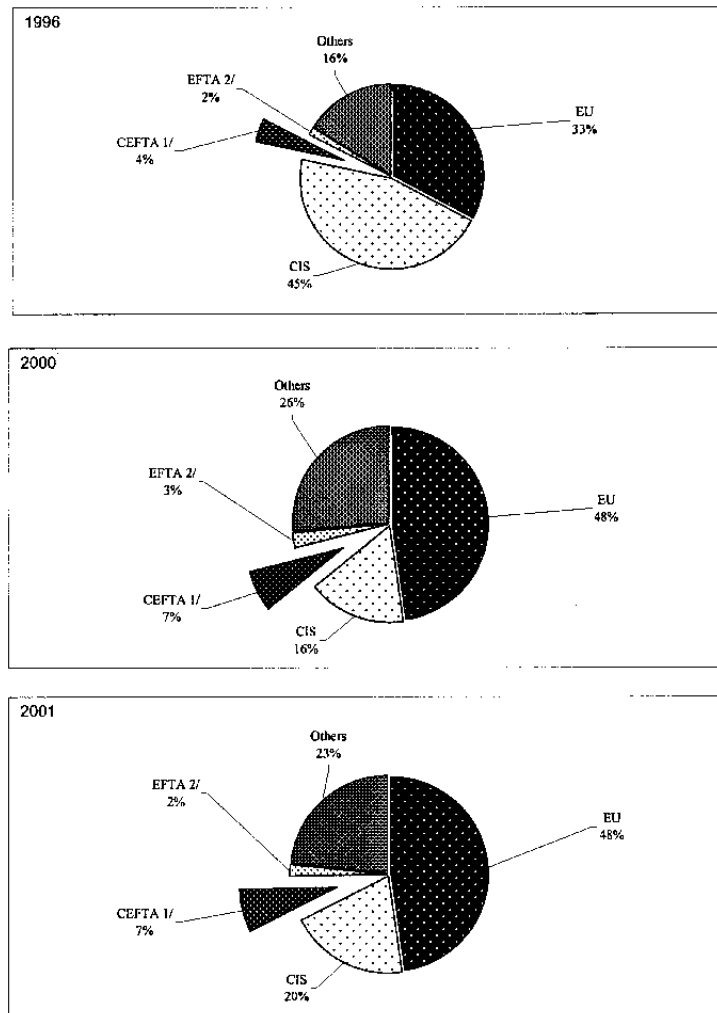 1996
Others
16%
EFTA 2/
2%
EU
33%
CEFTA 1/
4%
CIS
45%
2000
Others
26%
EFTA 2/
3%
EU
48%
CEFTA 1/
7%
CIS
16%
2001
Others
23%
EFTA 2/
2%
EU
48%
CEFTA 1/
7%
CIS
20%